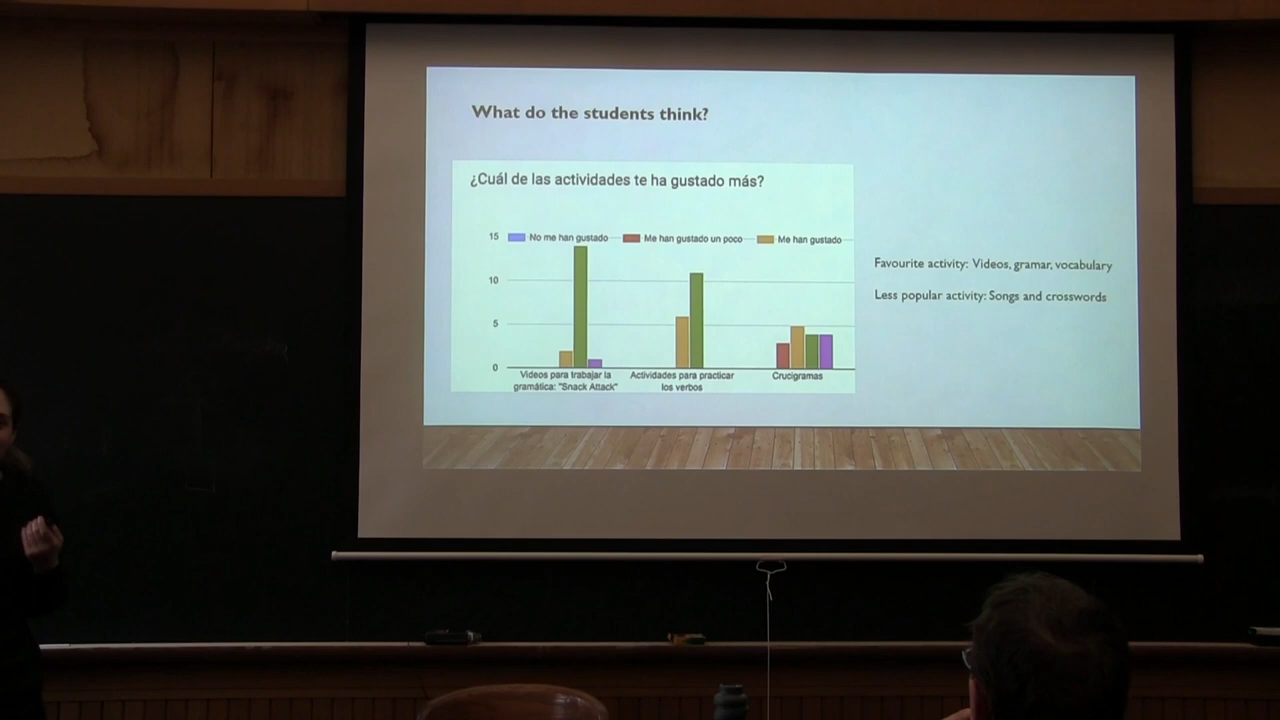 What do the students think?
¿Cuál de las actividades te ha gustado más?
15
No me han gustado
Me han gustado un poco
Me han gustado
10
5
0
Videos para trabajar la
gramática: "Snack Attack"
Actividades para practicar
los verbos
Crucigramas
Favourite activity: Videos, gramar, vocabulary
Less popular activity: Songs and crosswords